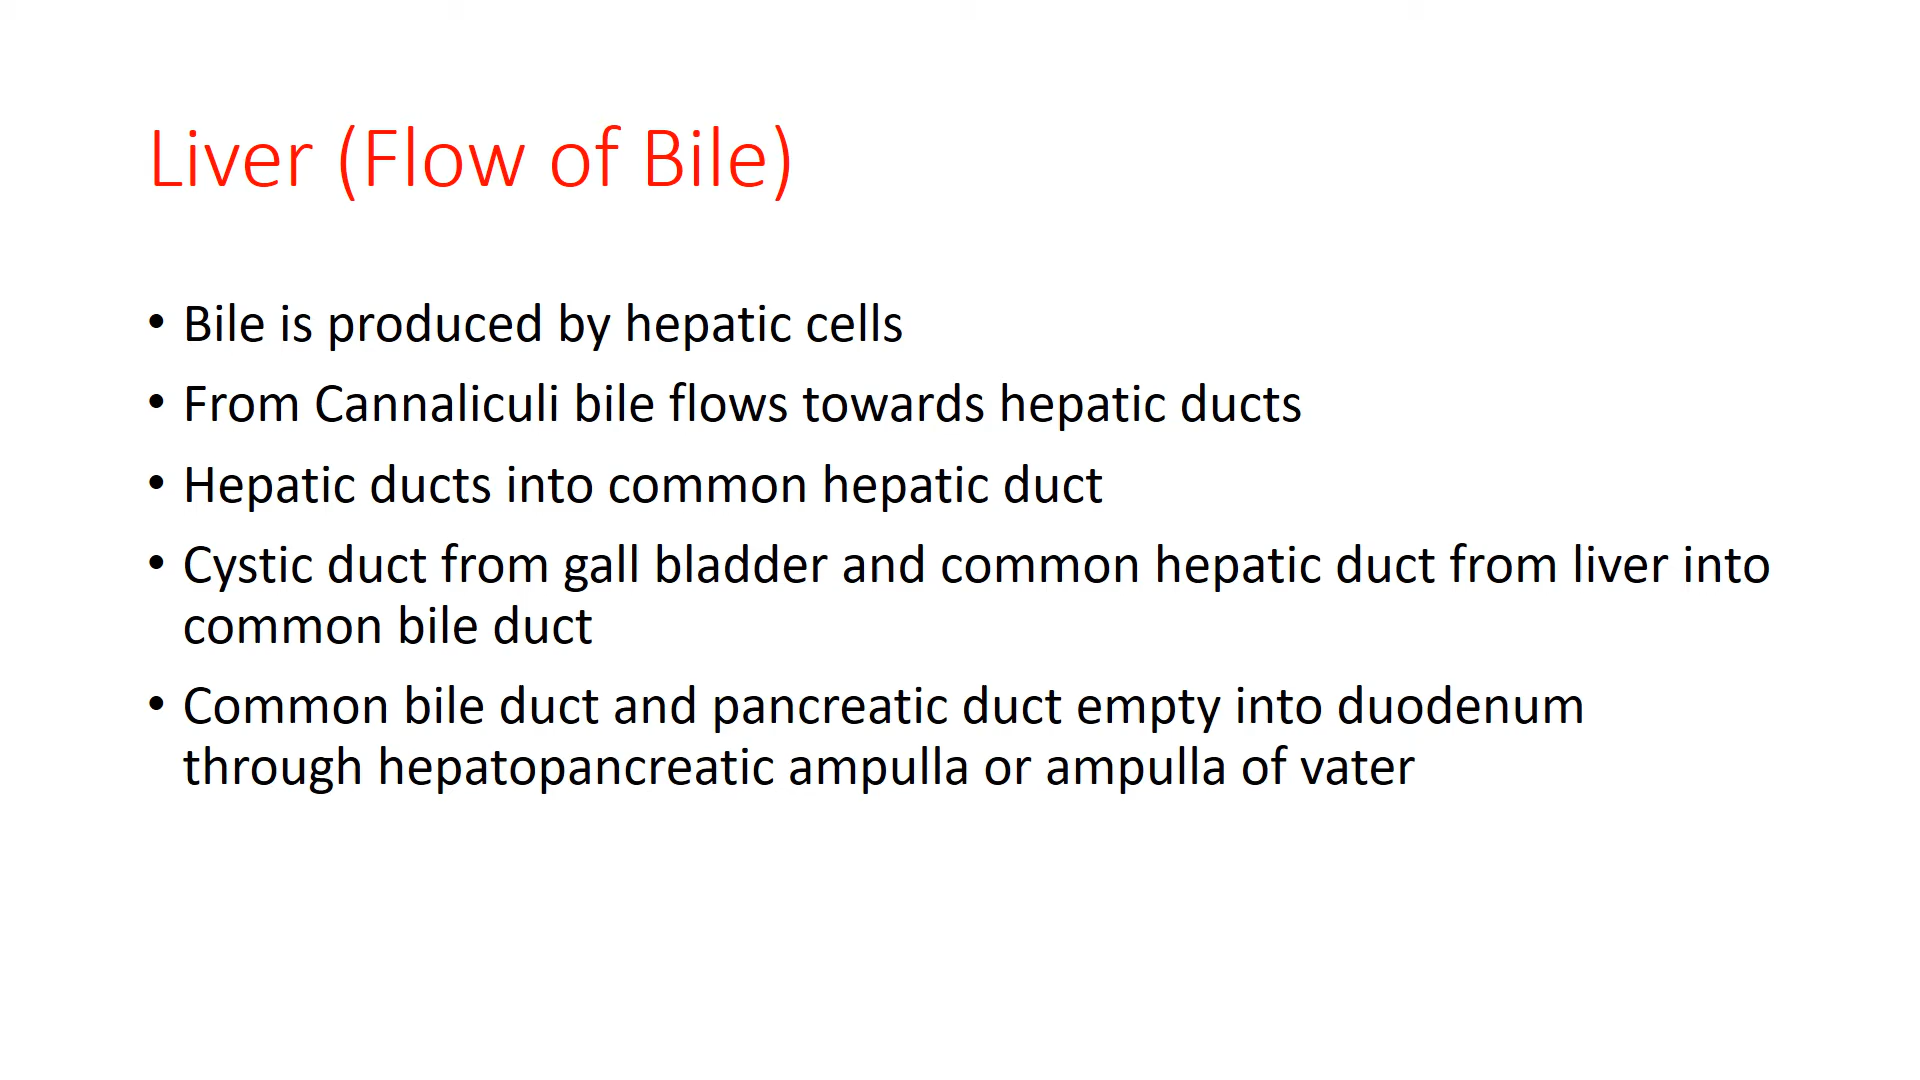 Liver (Flow of Bile)
• Bile is produced by hepatic cells
• From Cannaliculi bile flows towards hepatic ducts
• Hepatic ducts into common hepatic duct
• Cystic duct from gall bladder and common hepatic duct from liver into
common bile duct
• Common bile duct and pancreatic duct empty into duodenum
through hepatopancreatic ampulla or ampulla of vater